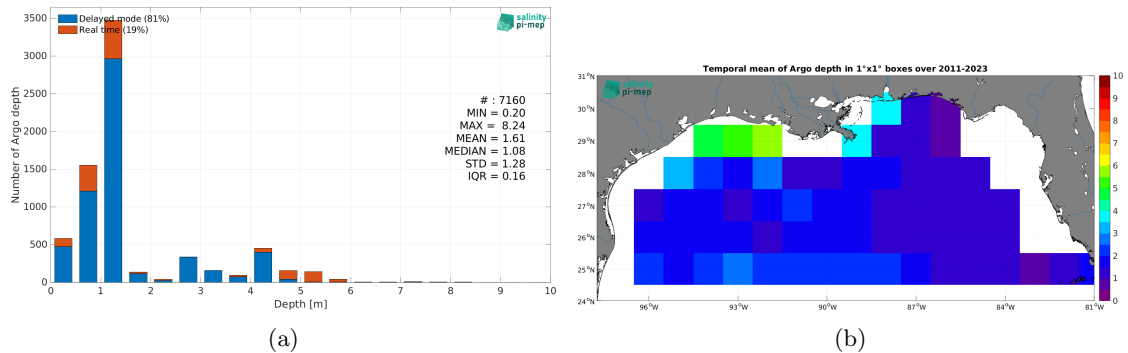 Delayed mode (81%)
Real time (19%)
salinity
pi-mep
Number of Argo depth
3500
3000
2500
2000
1500
1000
500
0
# : 7160
MIN = 0.20
MAX = 8.24
MEAN = 1.61
MEDIAN = 1.08
STD = 1.28
IQR = 0.16
0 1 2 3 4 5 6 7 8 9 10
Depth [m]
(a)
Temporal mean of Argo depth in 1°x1° boxes over 2011-2023
salinity
pi-mep
31°N
30°N
29°N
28°N
27°N
26°N
25°N
24°N
96°W 93°W 90°W 87°W 84°W 81°W
10
9
8
7
6
5
4
3
2
1
0
(b)